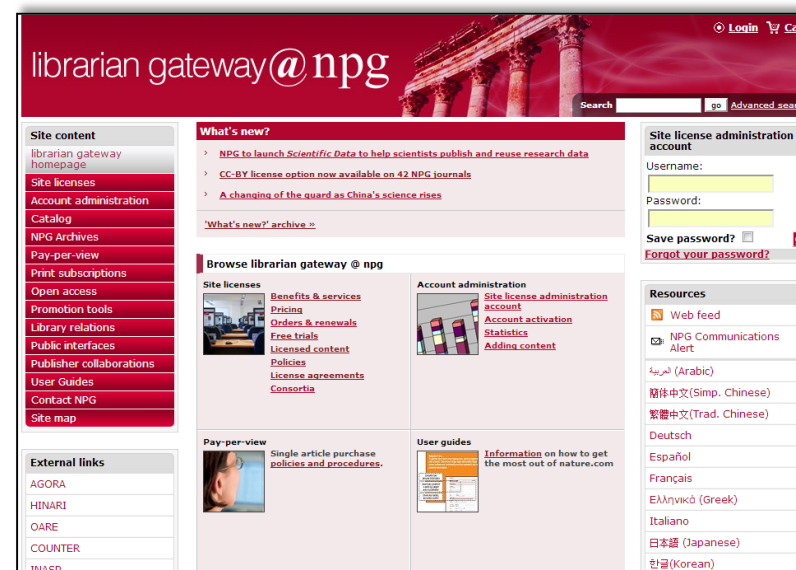 Login Ca
librarian gateway@npg
Search go Advanced sear
Site content
librarian gateway
homepage
Site licenses
Account administration
Catalog
NPG Archives
Pay-per-view
Print subscriptions
Open access
Promotion tools
Library relations
Public interfaces
Publisher collaborations
User Guides
Contact NPG
Site map
External links
AGORA
HINARI
OARE
COUNTER
INASP
What's new?
NPG to launch Scientific Data to help scientists publish and reuse research data
CC-BY license option now available on 42 NPG journals
A changing of the guard as China's science rises
'What's new?' archive »
Browse librarian gateway @ npg
Site licenses
Benefits & services
Pricing
Orders & renewals
Free trials
Licensed content
Policies
License agreements
Consortia
Account administration
Site license administration
account
Account activation
Statistics
Adding content
Pay-per-view
Single article purchase
policies and procedures.
User guides
Information on how to get
the most out of nature.com
Site license administration
account
Username:
Password:
Save password?
Forgot your password?
Resources
Web feed
NPG Communications
Alert
العربية (Arabic)
簡体中文(Simp. Chinese)
繁體中文(Trad. Chinese)
Deutsch
Español
Français
Ελληνικά (Greek)
Italiano
日本語 (Japanese)
한글(Korean)